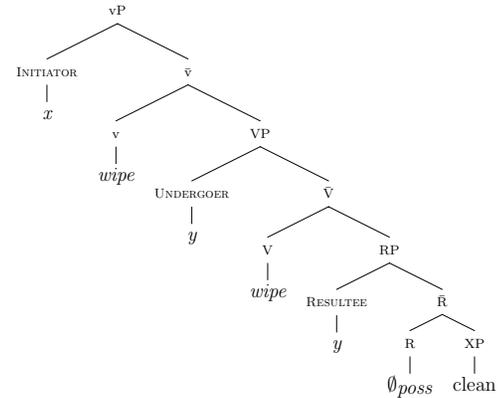 vP
INITIATOR v̄
x
v VP
wipe
UNDERGOER V̄
y
V RP
wipe
RESULTEE R̄
y
R XP
∅poss clean